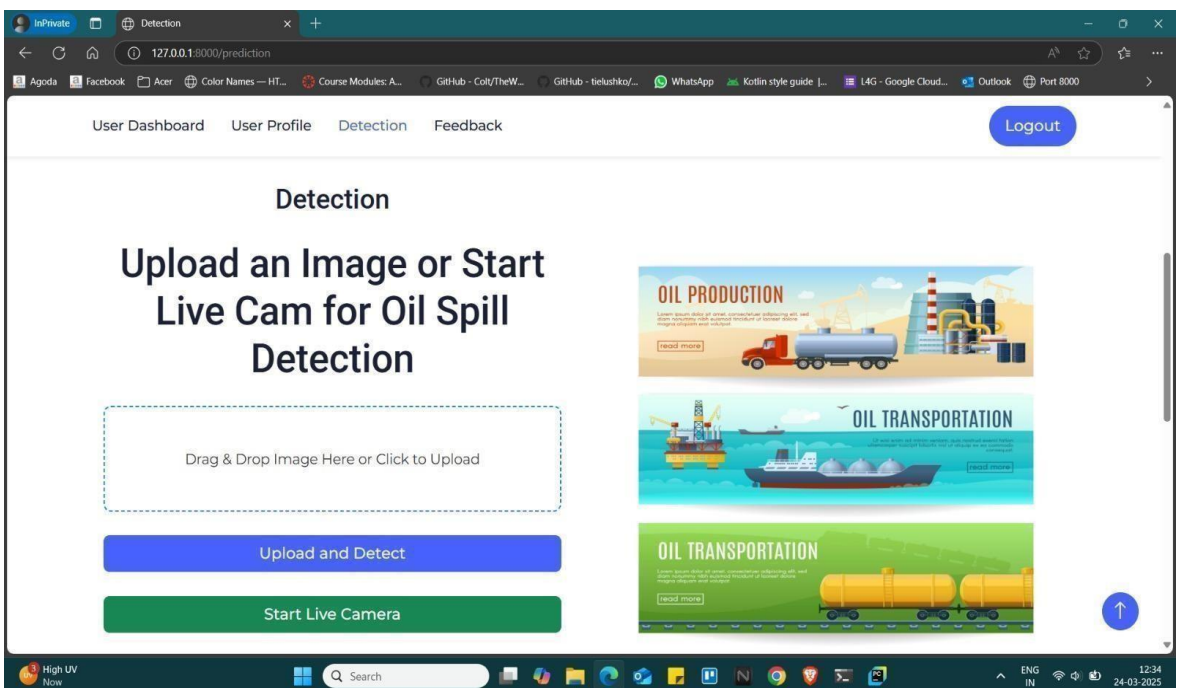 InPrivate
Detection
127.0.0.1:8000/prediction
Agoda
Facebook
Acer
Color Names — HT...
Course Modules: A...
GitHub - Colt/TheW...
GitHub - tielushko/...
WhatsApp
Kotlin style guide |...
L4G - Google Cloud...
Outlook
Port 8000
User Dashboard
User Profile
Detection
Feedback
Logout
Detection
Upload an Image or Start
Live Cam for Oil Spill
Detection
Drag & Drop Image Here or Click to Upload
Upload and Detect
Start Live Camera
OIL PRODUCTION
read more
OIL TRANSPORTATION
read more
OIL TRANSPORTATION
read more
High UV
Now
Search
ENG
IN
12:34
24-03-2025